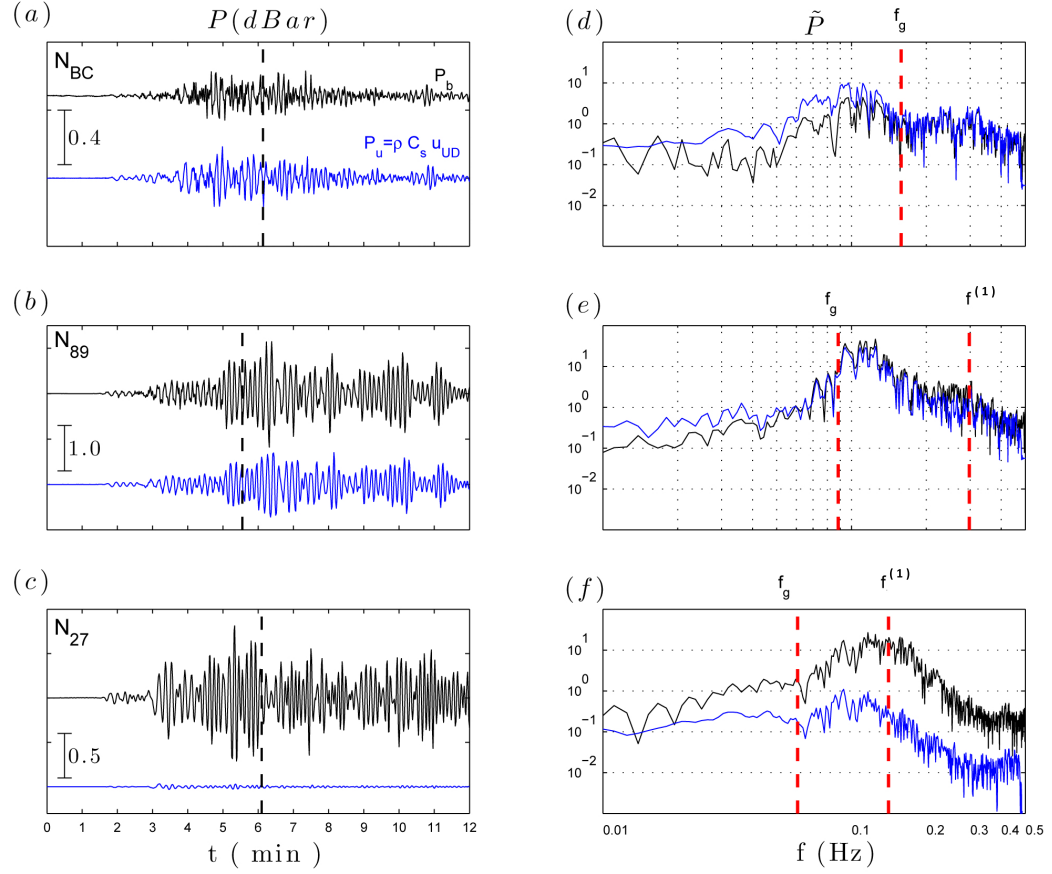 (a) P(dBar)
N_BC
P_b
0.4
P_u=ρ C_s u_UD
(d) P̃ f_g
10^1
10^0
10^-1
10^-2
(b)
N_89
1.0
(e) f_g f^(1)
10^1
10^0
10^-1
10^-2
(c)
N_27
0.5
0 1 2 3 4 5 6 7 8 9 10 11 12
t ( min )
(f) f_g f^(1)
10^1
10^0
10^-1
10^-2
0.01 0.1 0.2 0.3 0.4 0.5
f (Hz)